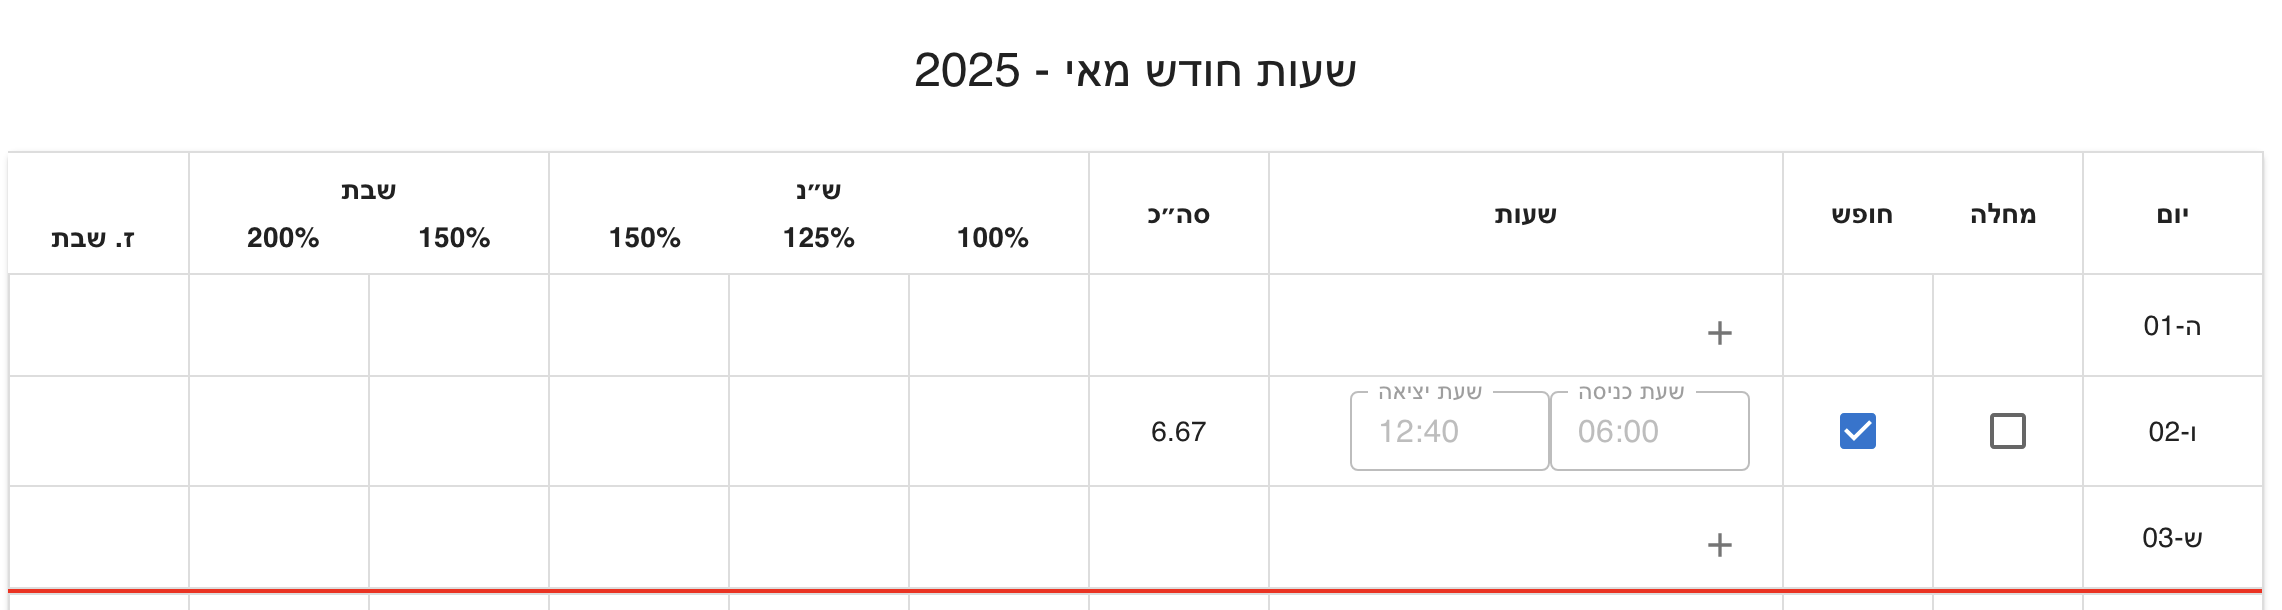 שעות חודש מאי - 2025
יום מחלה חופש שעות סה״כ ש״נ 100% 125% 150% שבת 150% 200% ז. שבת
ה-01 +
ו-02 שעת כניסה 06:00 שעת יציאה 12:40 6.67
ש-03 +